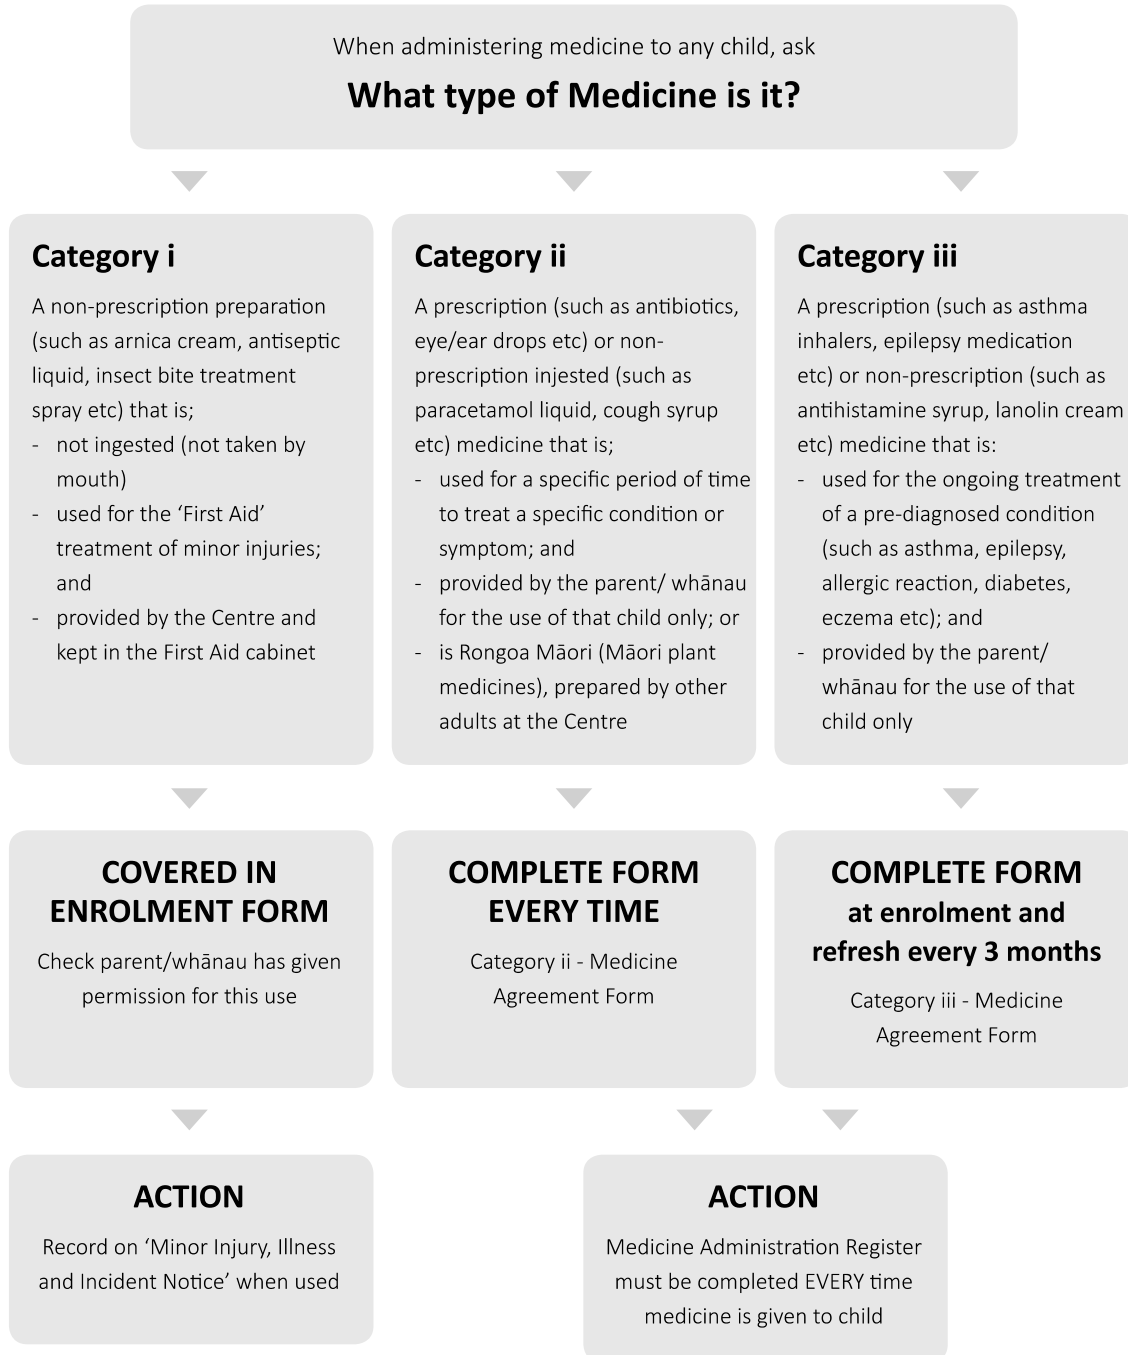 When administering medicine to any child, ask
What type of Medicine is it?
Category i
A non-prescription preparation
(such as arnica cream, antiseptic
liquid, insect bite treatment
spray etc) that is;
- not ingested (not taken by
mouth)
- used for the ‘First Aid’
treatment of minor injuries;
and
- provided by the Centre and
kept in the First Aid cabinet
Category ii
A prescription (such as antibiotics,
eye/ear drops etc) or non-
prescription injested (such as
paracetamol liquid, cough syrup
etc) medicine that is;
- used for a specific period of time
to treat a specific condition or
symptom; and
- provided by the parent/ whānau
for the use of that child only; or
- is Rongoa Māori (Māori plant
medicines), prepared by other
adults at the Centre
Category iii
A prescription (such as asthma
inhalers, epilepsy medication
etc) or non-prescription (such as
antihistamine syrup, lanolin cream
etc) medicine that is:
- used for the ongoing treatment
of a pre-diagnosed condition
(such as asthma, epilepsy,
allergic reaction, diabetes,
eczema etc); and
- provided by the parent/
whānau for the use of that
child only
COVERED IN
ENROLMENT FORM
Check parent/whānau has given
permission for this use
COMPLETE FORM
EVERY TIME
Category ii - Medicine
Agreement Form
COMPLETE FORM
at enrolment and
refresh every 3 months
Category iii - Medicine
Agreement Form
ACTION
Record on ‘Minor Injury, Illness
and Incident Notice’ when used
ACTION
Medicine Administration Register
must be completed EVERY time
medicine is given to child